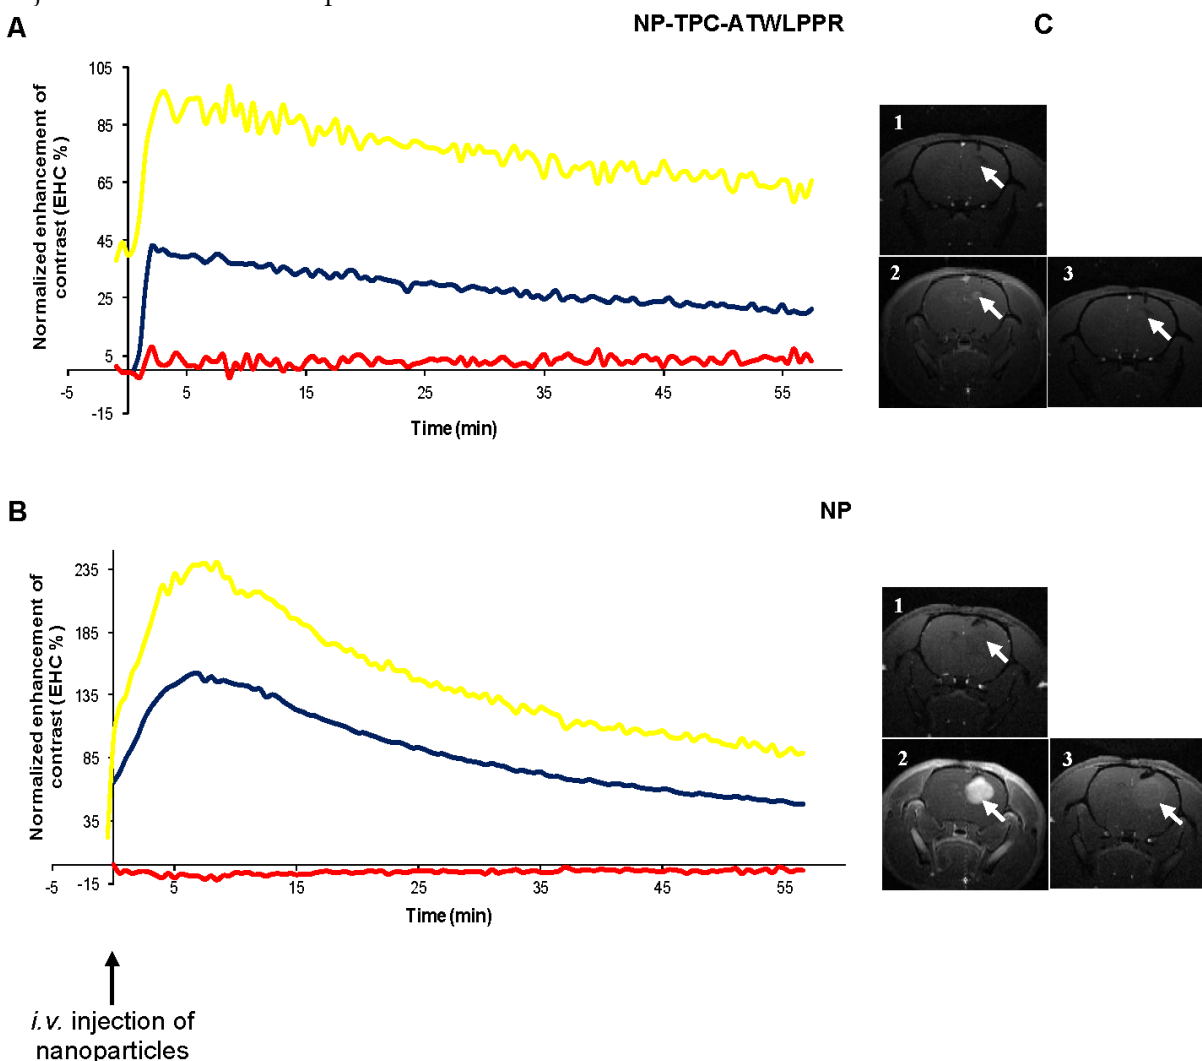 A
NP-TPC-ATWLPPR
C
Normalized enhancement of
contrast (EHC %)
105
85
65
45
25
5
-15
-5
5
15
25
35
45
55
Time (min)
1
2
3
B
NP
Normalized enhancement of
contrast (EHC %)
235
185
135
85
35
-15
-5
5
15
25
35
45
55
Time (min)
1
2
3
i.v. injection of
nanoparticles